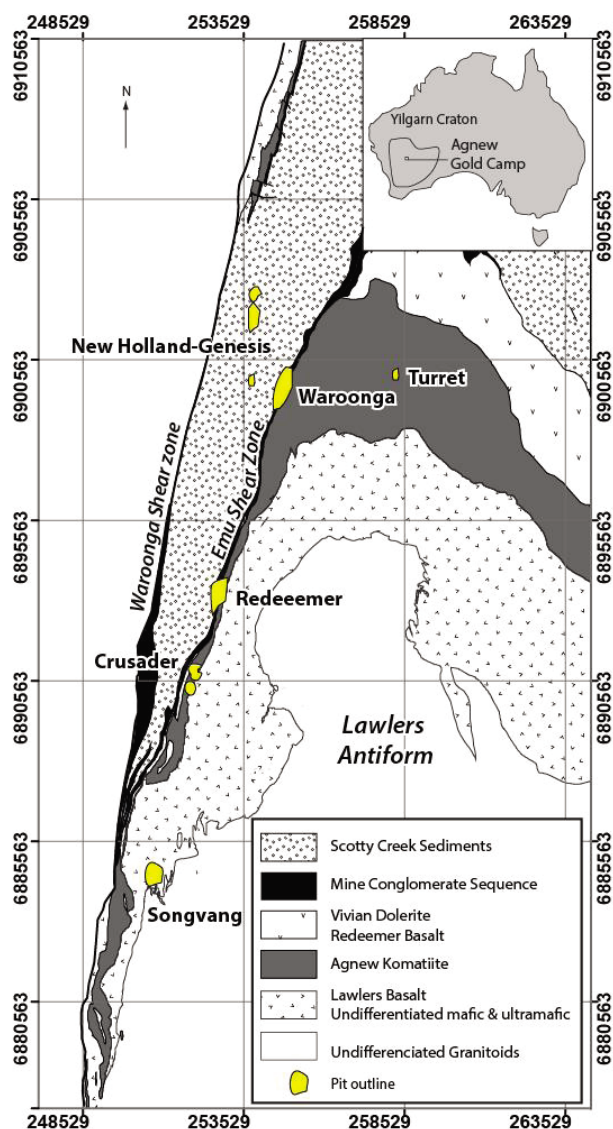 248529 253529 258529 263529
6910563
6905563
6900563
6895563
6890563
6885563
6880563
N
Yilgarn Craton
Agnew
Gold Camp
New Holland-Genesis
Waroonga
Turret
Waroonga Shear zone
Emu Shear Zone
Redeeemer
Crusader
Lawlers
Antiform
Songvang
Scotty Creek Sediments
Mine Conglomerate Sequence
Vivian Dolerite
Redeemer Basalt
Agnew Komatiite
Lawlers Basalt
Undifferentiated mafic & ultramafic
Undifferenciated Granitoids
Pit outline
6910563
6905563
6900563
6895563
6890563
6885563
6880563
248529 253529 258529 263529